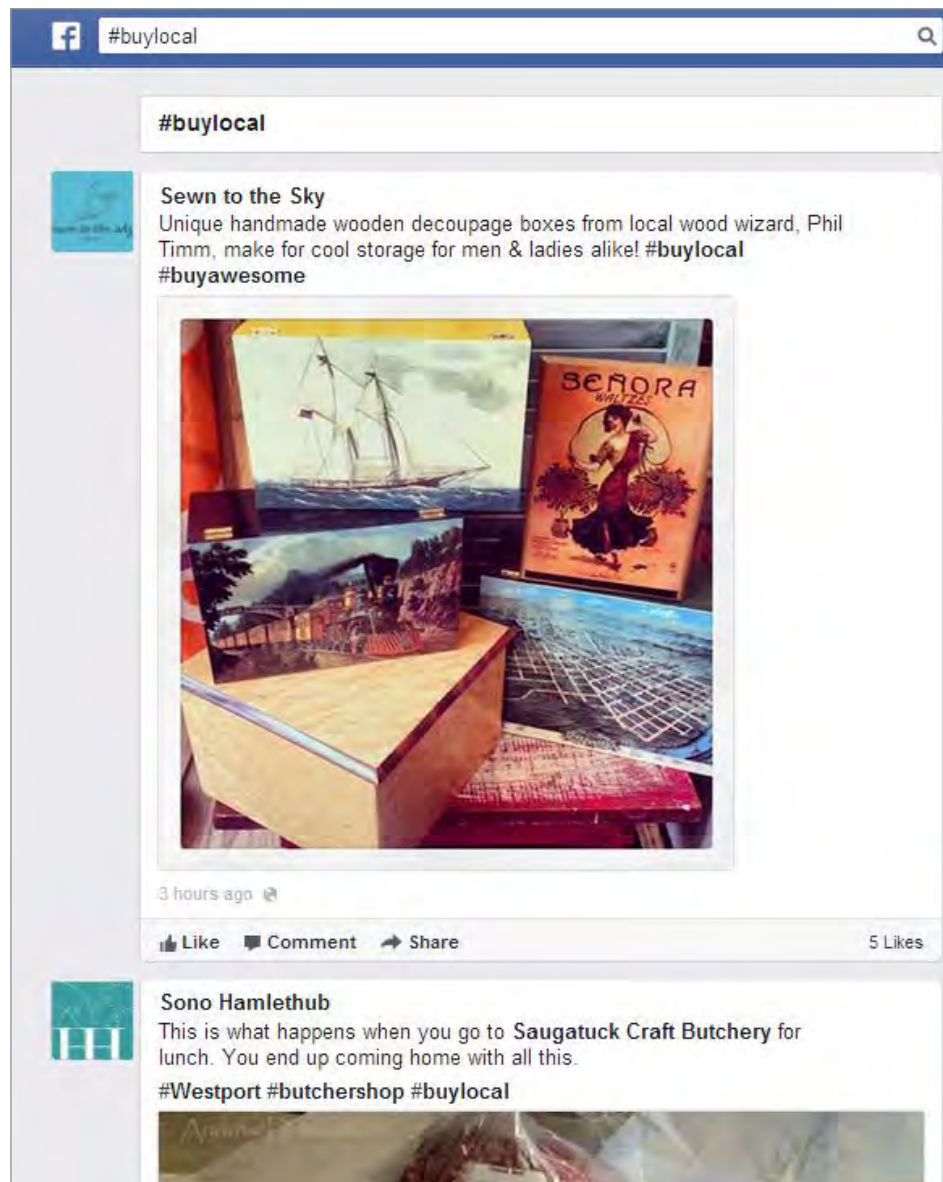 #buylocal
#buylocal
Sewn to the Sky
Unique handmade wooden decoupage boxes from local wood wizard, Phil
Timm, make for cool storage for men & ladies alike! #buylocal
#buyawesome
SEÑORA
WALTZES
3 hours ago
Like Comment Share 5 Likes
Sono Hamlethub
This is what happens when you go to Saugatuck Craft Butchery for
lunch. You end up coming home with all this.
#Westport #butchershop #buylocal